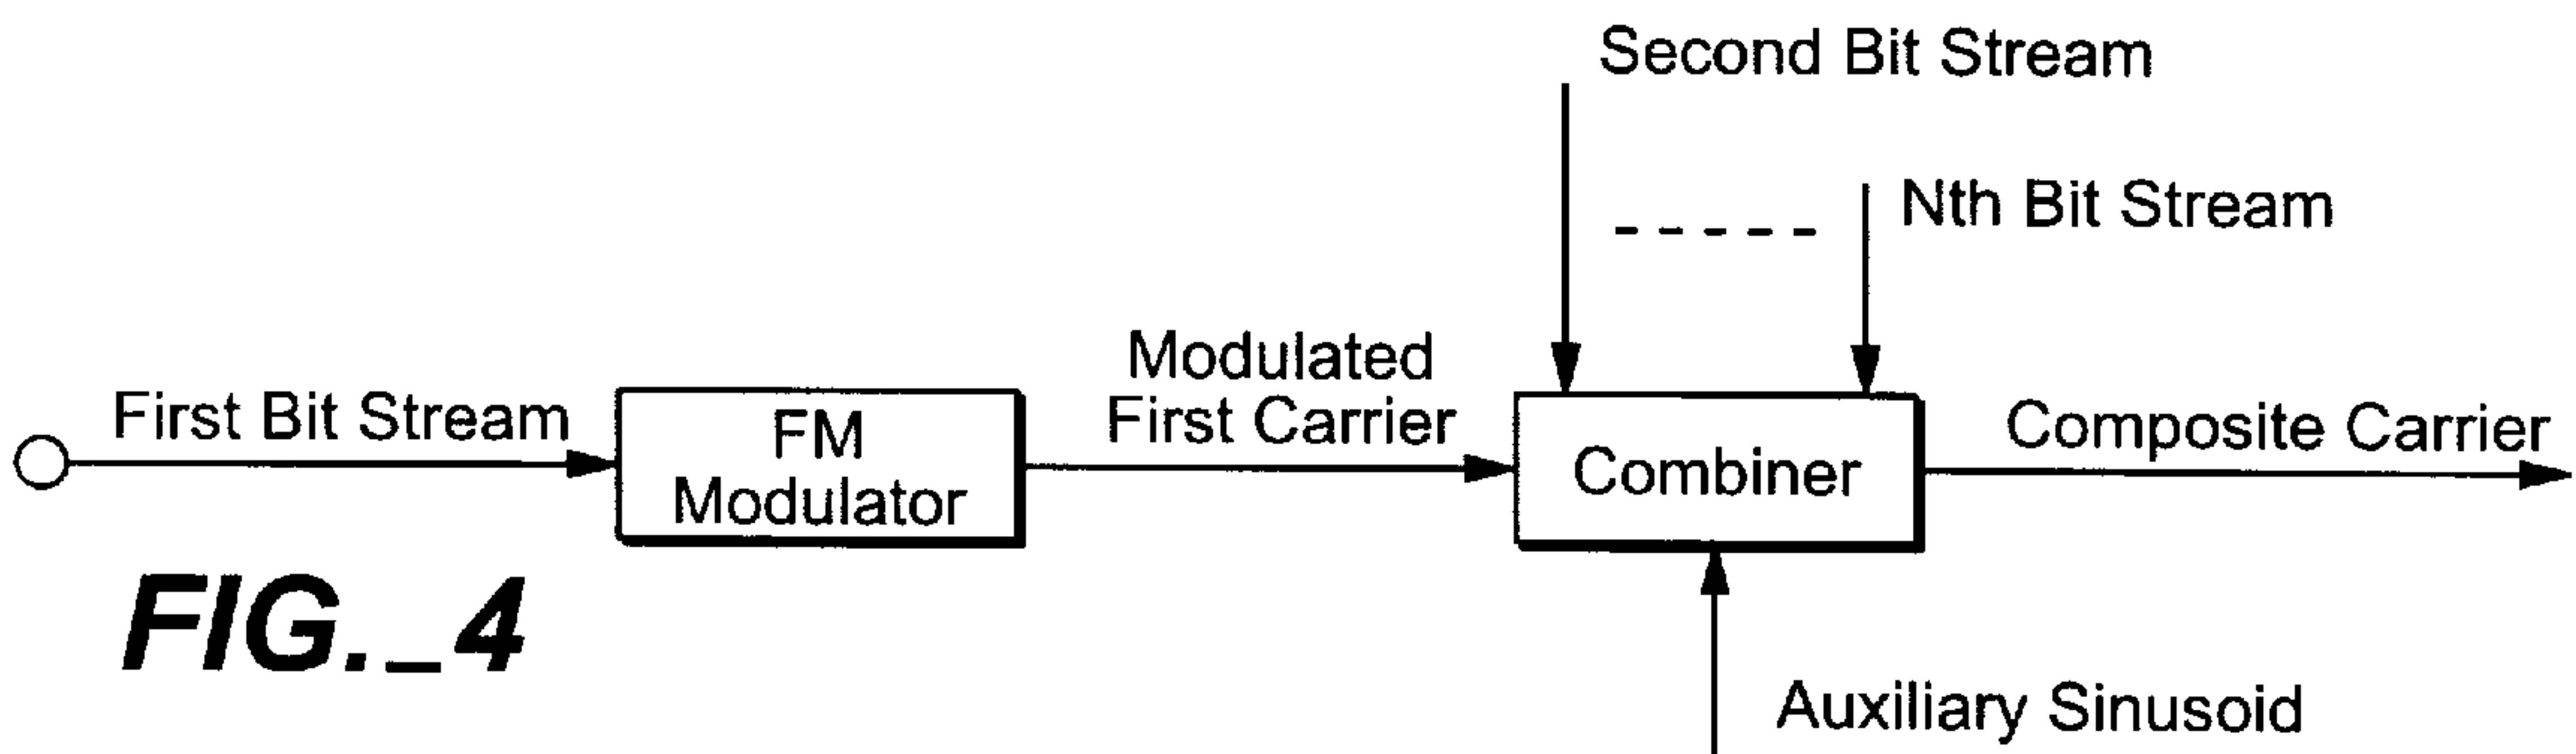 Second Bit Stream
Nth Bit Stream
First Bit Stream
FM
Modulator
Modulated
First Carrier
Combiner
Composite Carrier
Auxiliary Sinusoid
FIG._4